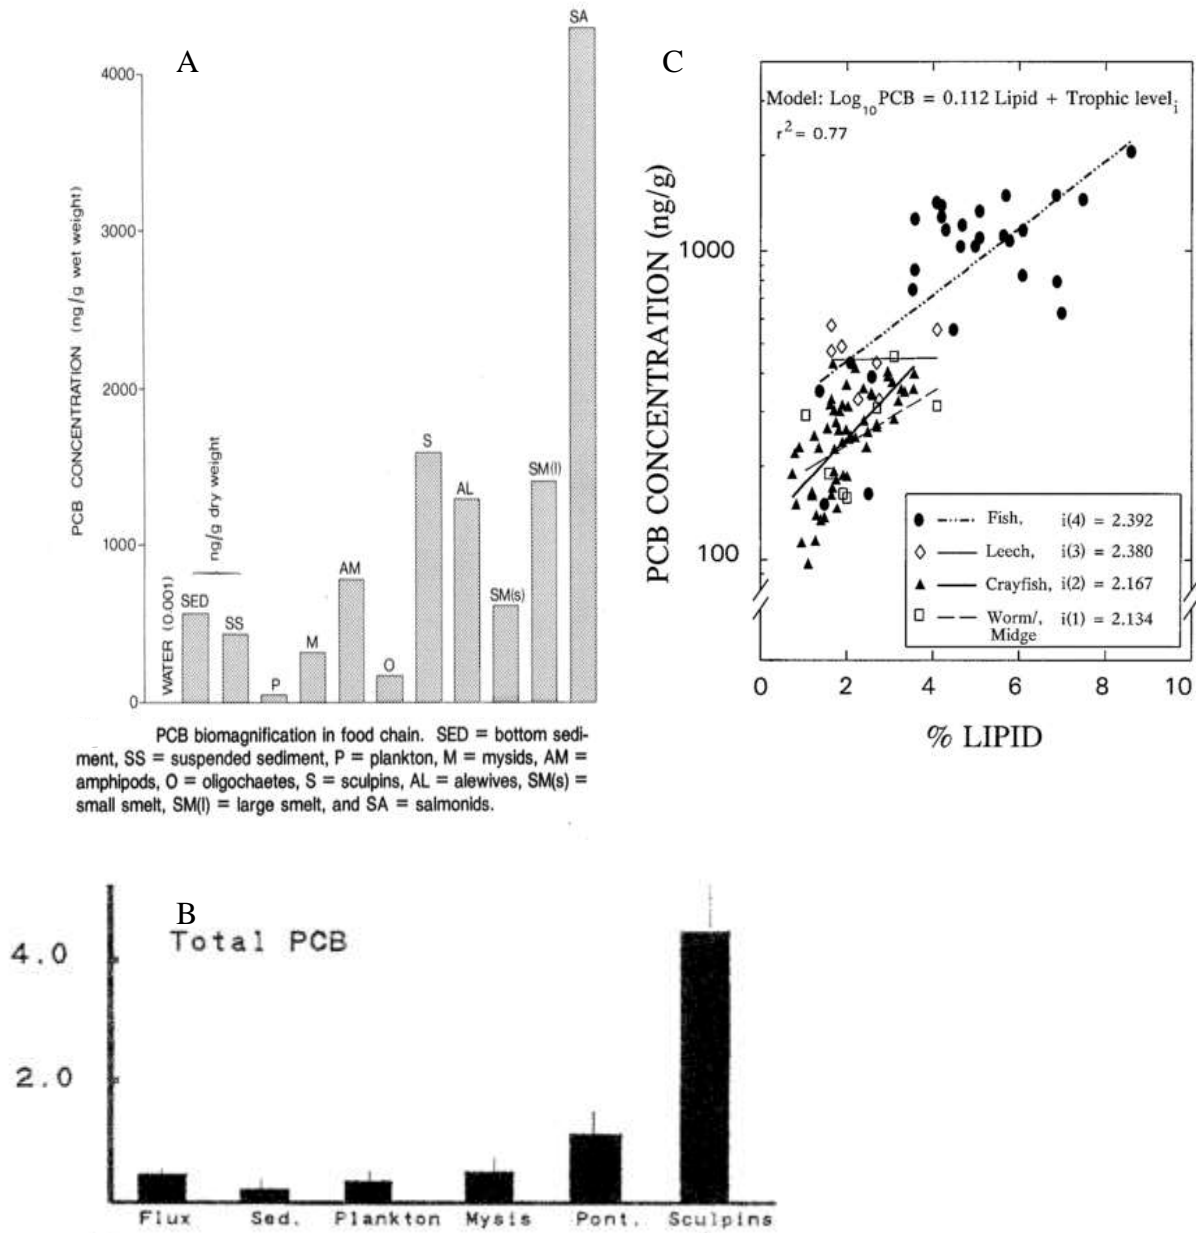 A
PCB CONCENTRATION (ng/g wet weight)
4000
3000
2000
1000
0
WATER (0.001)
ng/g dry weight
SED
SS
P
M
AM
O
S
AL
SM(s)
SM(l)
SA
PCB biomagnification in food chain. SED = bottom sedi-
ment, SS = suspended sediment, P = plankton, M = mysids, AM =
amphipods, O = oligochaetes, S = sculpins, AL = alewives, SM(s) =
small smelt, SM(l) = large smelt, and SA = salmonids.
C
Model: Log10PCB = 0.112 Lipid + Trophic leveli
r2 = 0.77
PCB CONCENTRATION (ng/g)
1000
100
Fish, i(4) = 2.392
Leech, i(3) = 2.380
Crayfish, i(2) = 2.167
Worm/, i(1) = 2.134
Midge
0 2 4 6 8 10
% LIPID
B
Total PCB
4.0
2.0
Flux Sed. Plankton Mysis Pont. Sculpins